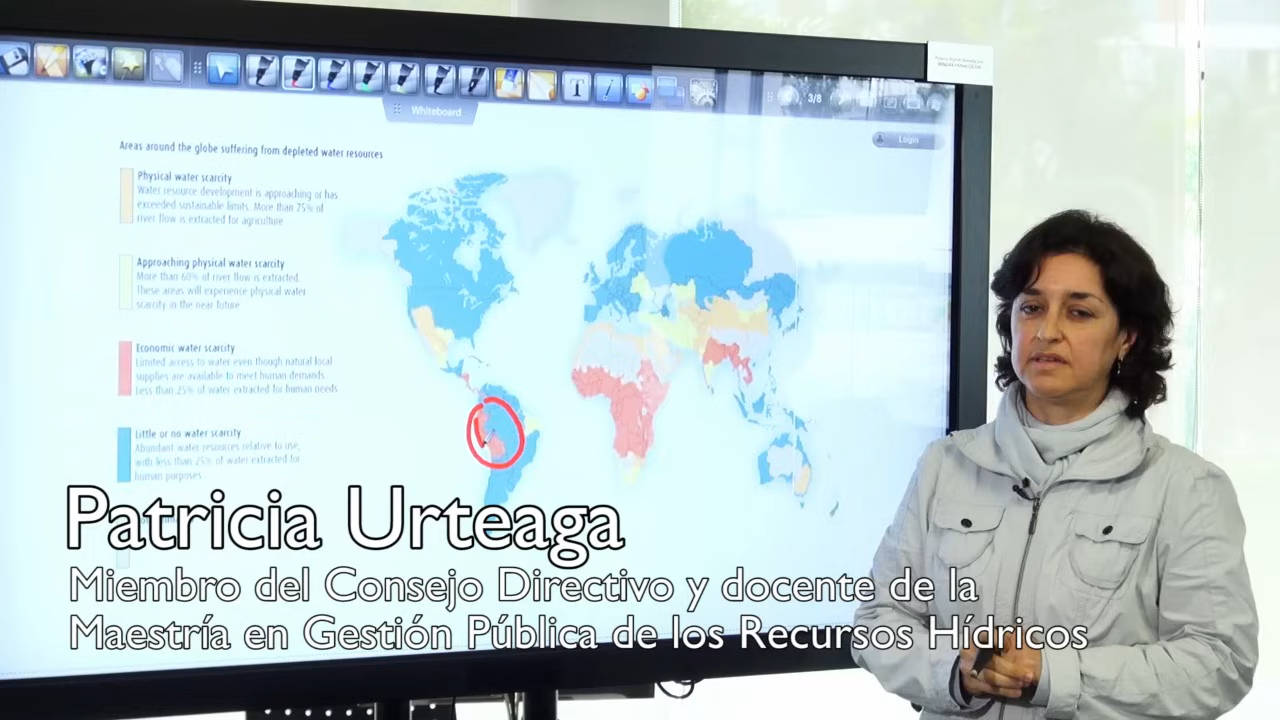 3/8
Whiteboard
Login
Areas around the globe suffering from depleted water resources
Physical water scarcity
Water resource development is approaching or has
exceeded sustainable limits. More than 75% of
river flow is extracted for agriculture
Approaching physical water scarcity
More than 60% of river flow is extracted.
These areas will experience physical water
scarcity in the near future
Economic water scarcity
Limited access to water even though natural local
supplies are available to meet human demands.
Less than 25% of water extracted for human needs
Little or no water scarcity
Abundant water resources relative to use,
with less than 25% of water extracted for
human purposes
Patricia Urteaga
Miembro del Consejo Directivo y docente de la
Maestría en Gestión Pública de los Recursos Hídricos